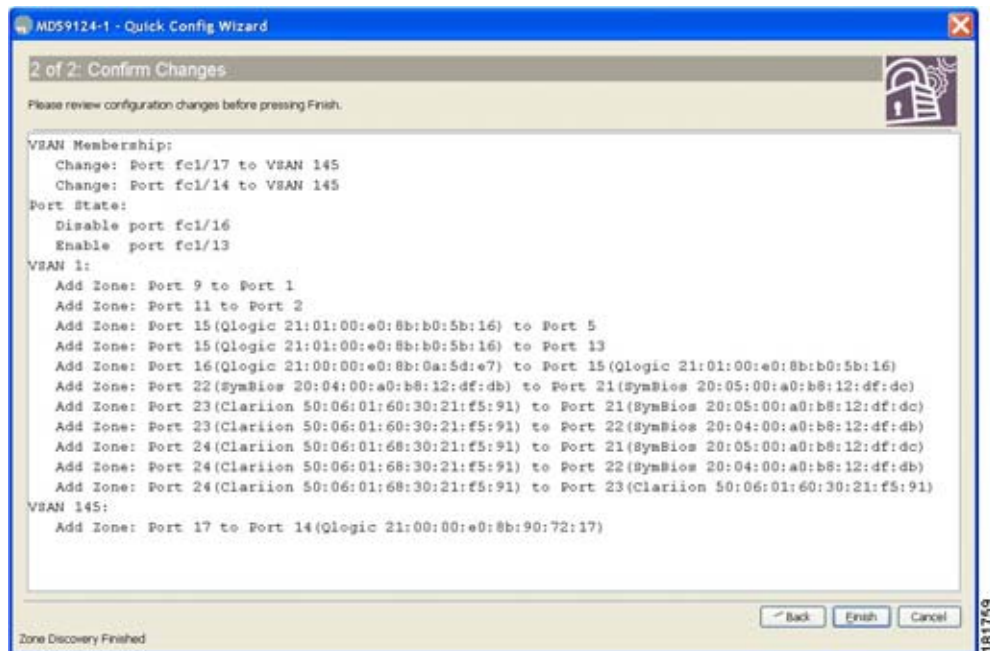 MDS9124-1 - Quick Config Wizard
2 of 2: Confirm Changes
Please review configuration changes before pressing Finish.
VSAN Membership:
Change: Port fc1/17 to VSAN 145
Change: Port fc1/14 to VSAN 145
Port State:
Disable port fc1/16
Enable port fc1/13
VSAN 1:
Add Zone: Port 9 to Port 1
Add Zone: Port 11 to Port 2
Add Zone: Port 15(Qlogic 21:01:00:e0:8b:b0:5b:16) to Port 5
Add Zone: Port 15(Qlogic 21:01:00:e0:8b:b0:5b:16) to Port 13
Add Zone: Port 16(Qlogic 21:00:00:e0:8b:0a:5d:e7) to Port 15(Qlogic 21:01:00:e0:8b:b0:5b:16)
Add Zone: Port 22(SymBios 20:04:00:a0:b8:12:df:db) to Port 21(SymBios 20:05:00:a0:b8:12:df:dc)
Add Zone: Port 23(Clariion 50:06:01:60:30:21:f5:91) to Port 21(SymBios 20:05:00:a0:b8:12:df:dc)
Add Zone: Port 23(Clariion 50:06:01:60:30:21:f5:91) to Port 22(SymBios 20:04:00:a0:b8:12:df:db)
Add Zone: Port 24(Clariion 50:06:01:68:30:21:f5:91) to Port 21(SymBios 20:05:00:a0:b8:12:df:dc)
Add Zone: Port 24(Clariion 50:06:01:68:30:21:f5:91) to Port 22(SymBios 20:04:00:a0:b8:12:df:db)
Add Zone: Port 24(Clariion 50:06:01:68:30:21:f5:91) to Port 23(Clariion 50:06:01:60:30:21:f5:91)
VSAN 145:
Add Zone: Port 17 to Port 14(Qlogic 21:00:00:e0:8b:90:72:17)
Back
Finish
Cancel
Zone Discovery Finished
181759